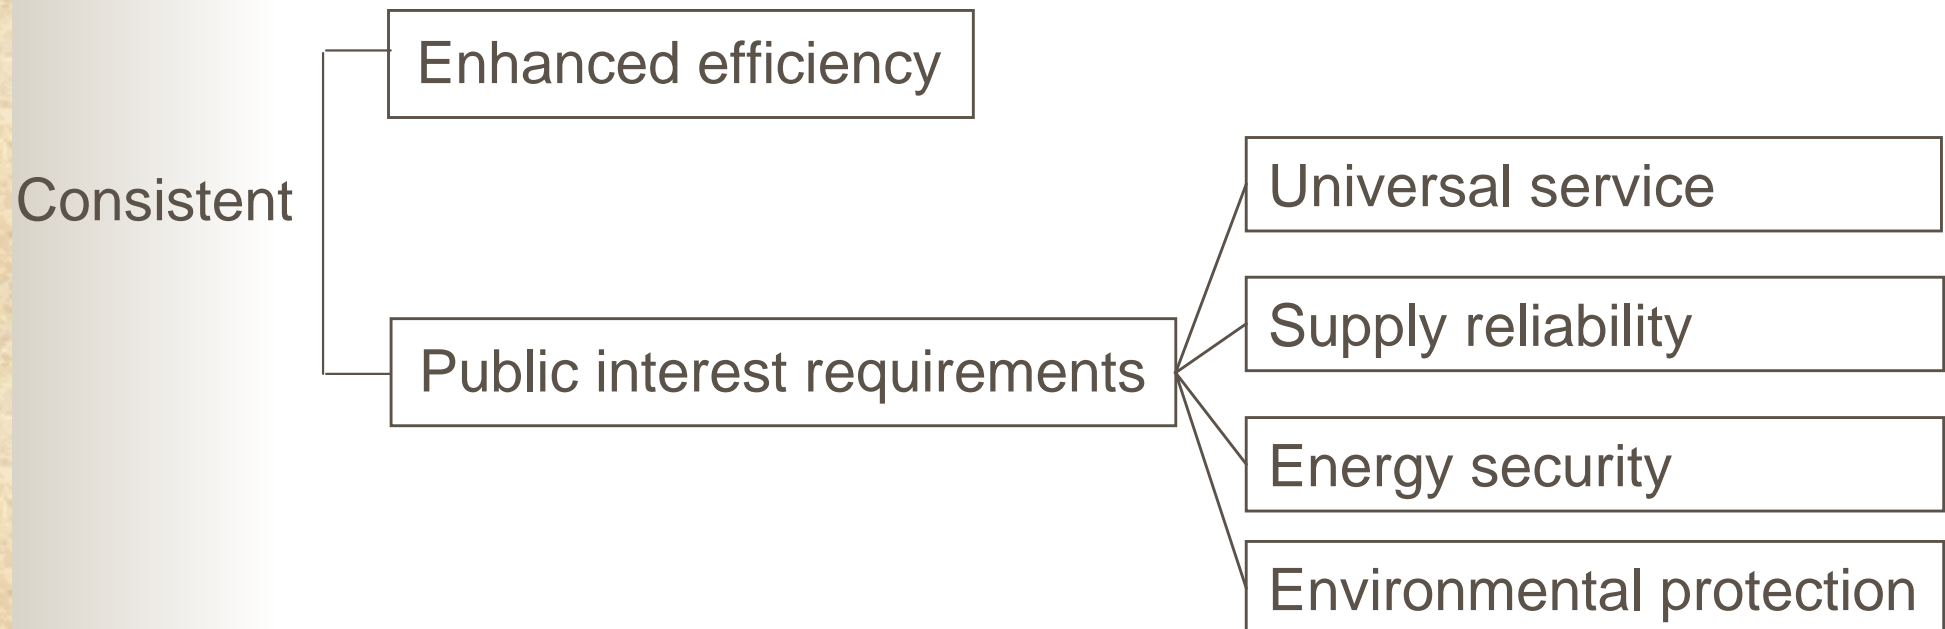 Enhanced efficiency
Consistent
Public interest requirements
Universal service
Supply reliability
Energy security
Environmental protection